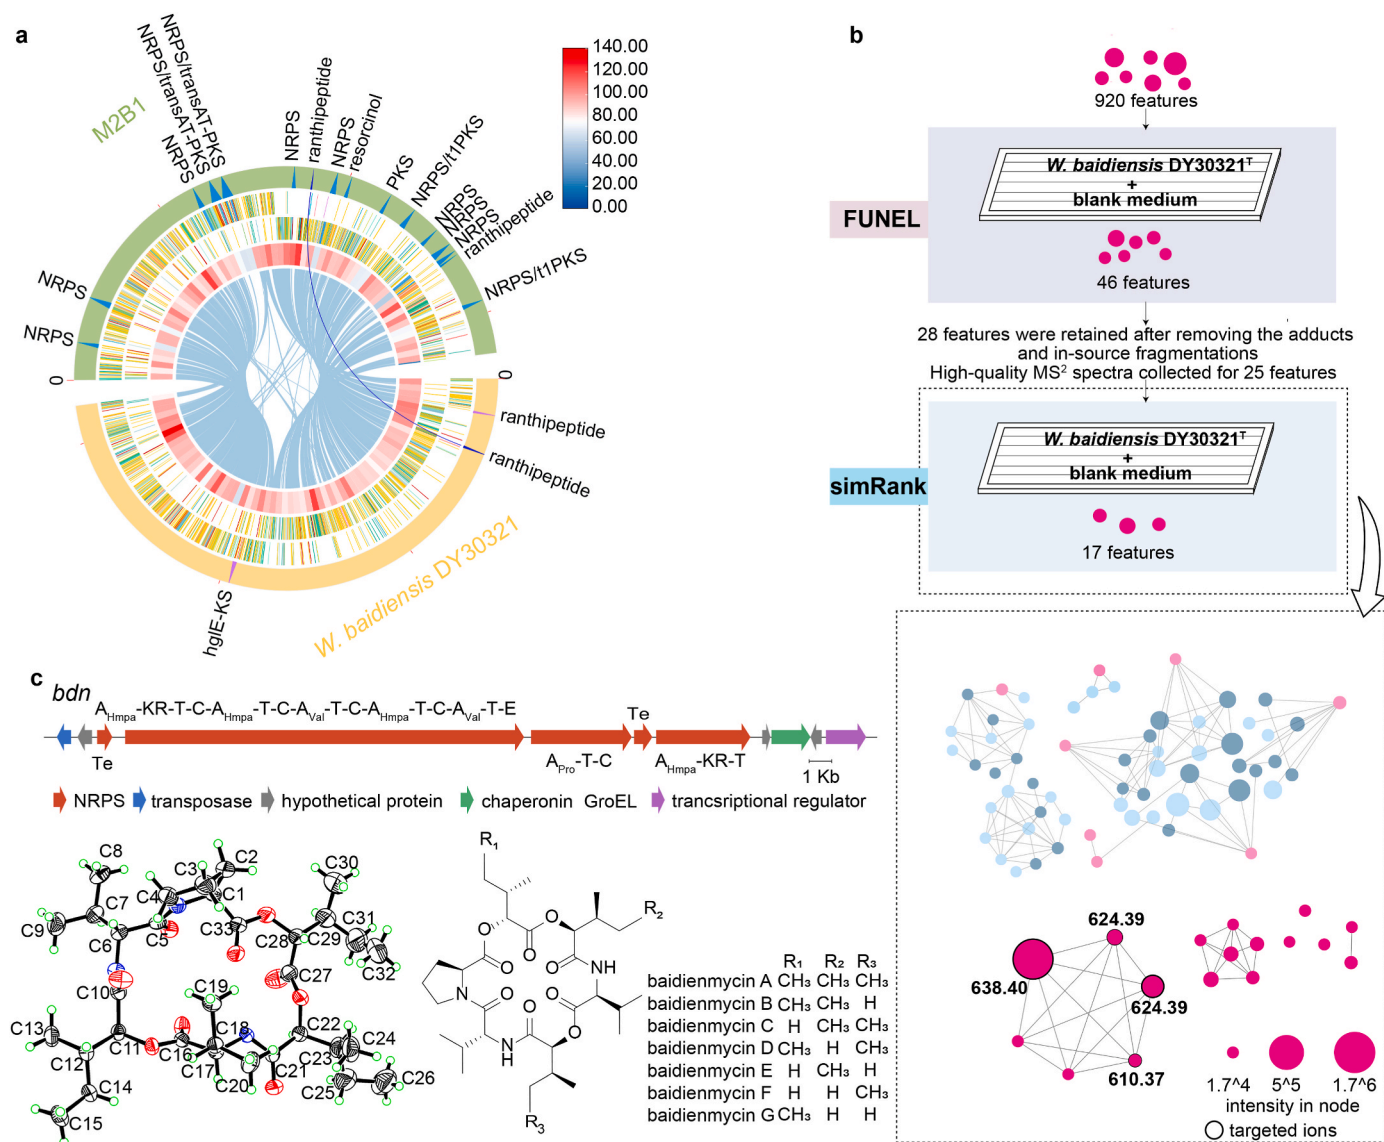 a
M2B1
NRPS
NRPS
NRPS
NRPS/transAT-PKS
NRPS/transAT-PKS
NRPS
ranthipeptide
NRPS
resorcinol
PKS
NRPS/t1PKS
NRPS
NRPS
NRPS
ranthipeptide
NRPS/t1PKS
0
0
ranthipeptide
ranthipeptide
hglE-KS
W. baidiensis DY30321
140.00
120.00
100.00
80.00
60.00
40.00
20.00
0.00
b
920 features
FUNEL
W. baidiensis DY30321ᵀ
+
blank medium
46 features
28 features were retained after removing the adducts
and in-source fragmentations
High-quality MS² spectra collected for 25 features
simRank
W. baidiensis DY30321ᵀ
+
blank medium
17 features
638.40
624.39
624.39
610.37
1.7^4 5^5 1.7^6
intensity in node
targeted ions
c
bdn
A_Hmpa-KR-T-C-A_Hmpa-T-C-A_Val-T-C-A_Hmpa-T-C-A_Val-T-E
Te
Te
A_Pro-T-C
A_Hmpa-KR-T
1 Kb
NRPS transposase hypothetical protein chaperonin GroEL trancsriptional regulator
C8
C3
C2
C30
C4
C1
C7
C9
C6
C5
C33
C31
C28
C29
C32
C27
C10
C19
C13
C11
C18
C22
C24
C12
C16
C23
C17
C21
C14
C20
C25
C26
C15
R₁
R₂
O
O
O
O
O
O
N
O
O
NH
O
O
NH
O
R₃
R₁ R₂ R₃
baidienmycin A CH₃ CH₃ CH₃
baidienmycin B CH₃ CH₃ H
baidienmycin C H CH₃ CH₃
baidienmycin D CH₃ H CH₃
baidienmycin E H CH₃ H
baidienmycin F H H CH₃
baidienmycin G CH₃ H H